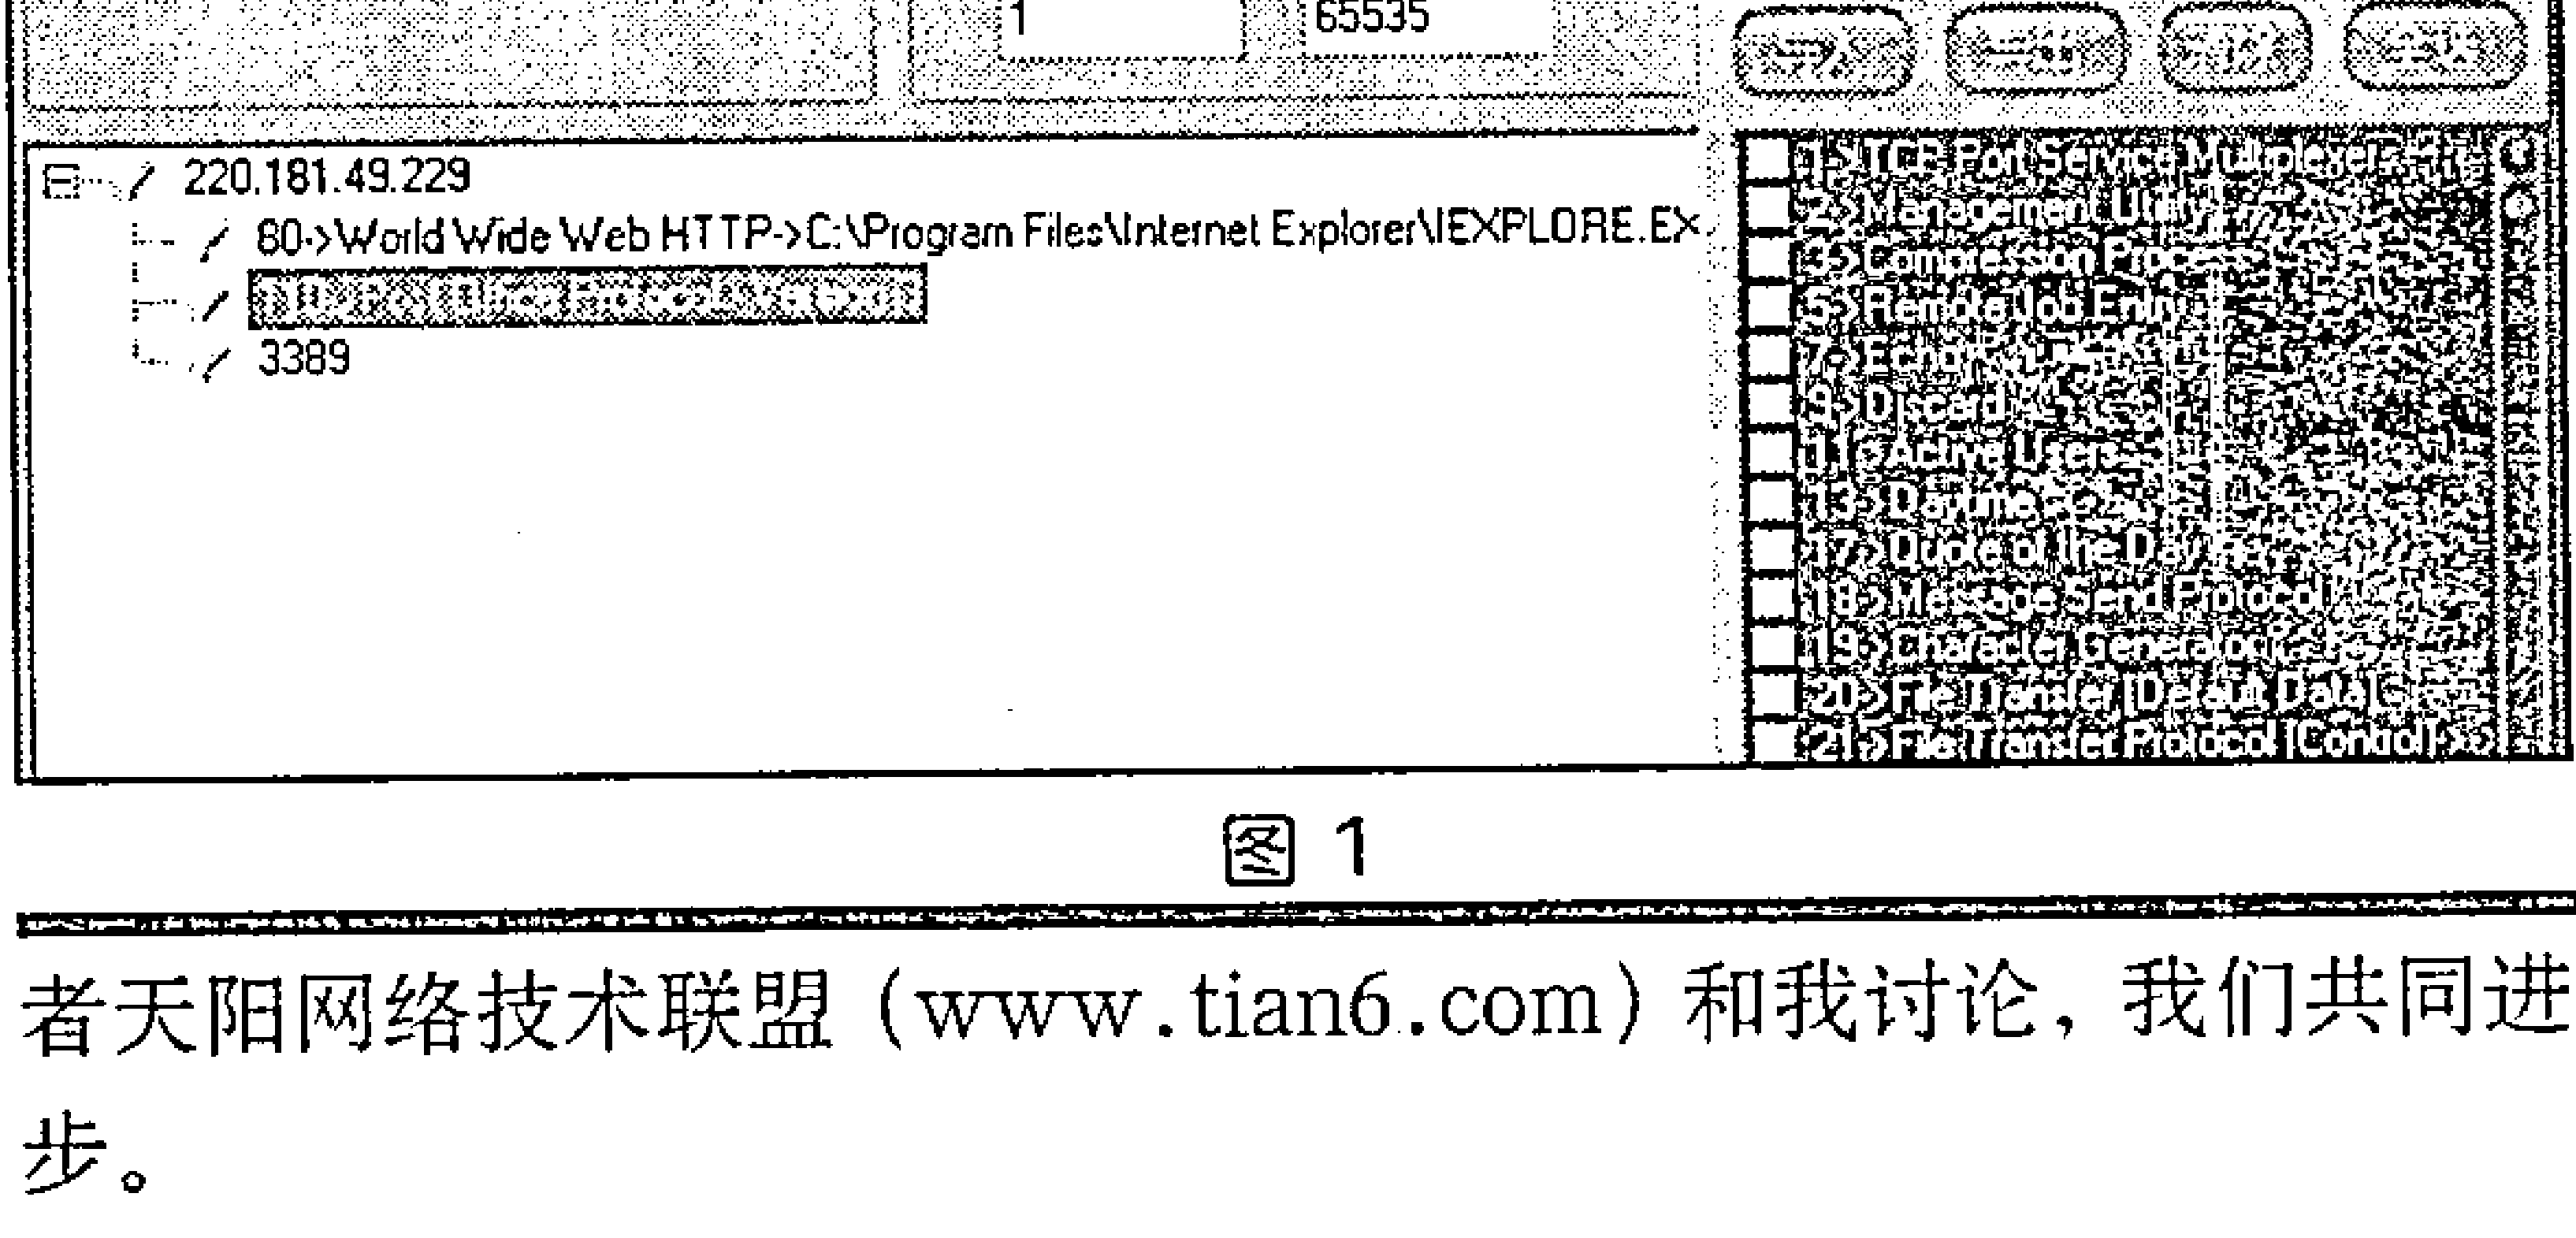 1 65535
220.181.49.229
80->World Wide Web HTTP->C:\Program Files\Internet Explorer\IEXPLORE.EX
3389
1->TCP Port Service Multiplexer
2->Management Utility
3->Compression Process
5->Remote Job Entry
7->Echo
9->Discard
11->Active Users
13->Daytime
17->Quote of the Day
18->Message Send Protocol
19->Character Generator
20->File Transfer [Default Data]
21->File Transfer Protocol [Control]
图 1
者天阳网络技术联盟（www.tian6.com）和我讨论，我们共同进
步。